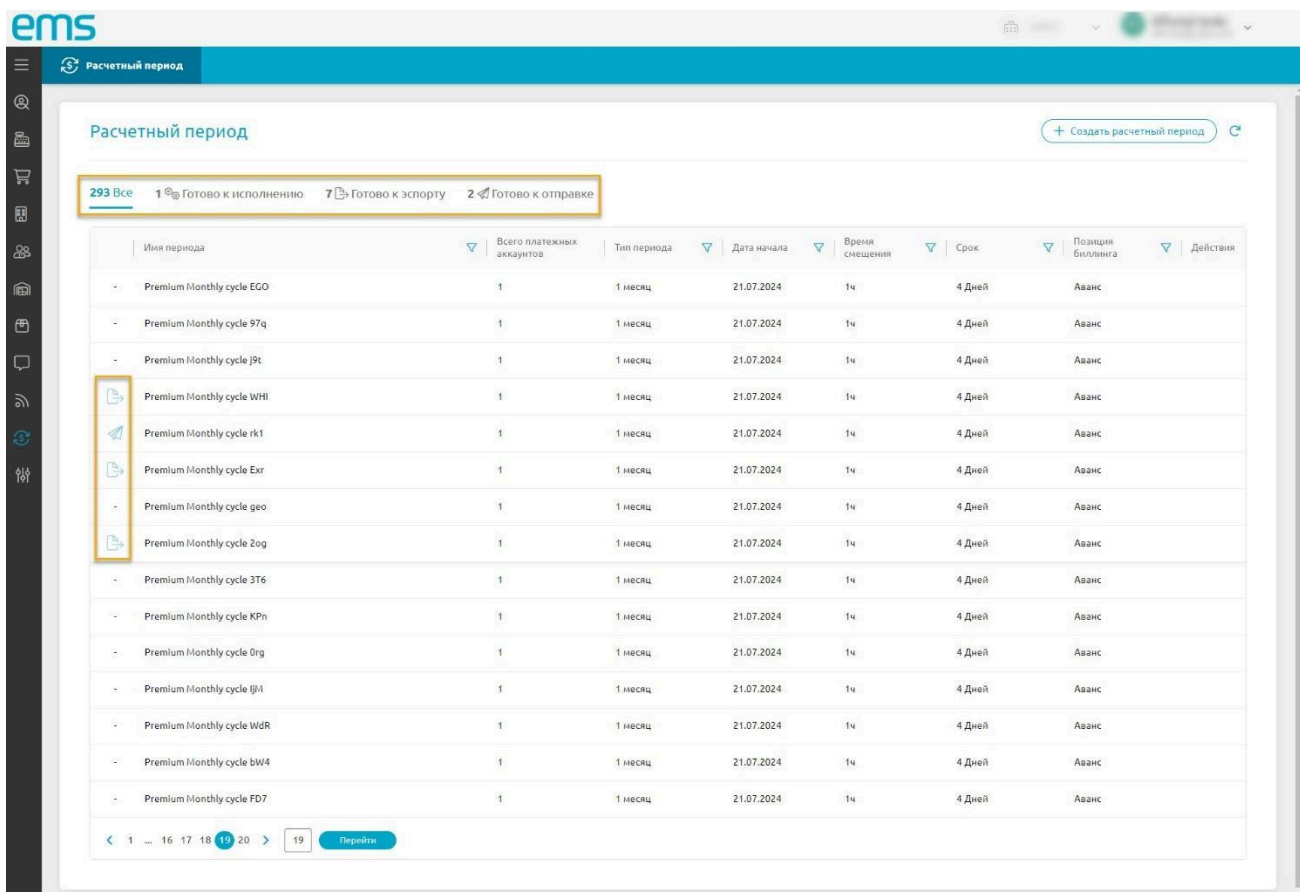 ems
Расчетный период
Расчетный период
+ Создать расчетный период
293 Все 1 Готово к исполнению 7 Готово к эспорту 2 Готово к отправке
Имя периода Всего платежных аккаунтов Тип периода Дата начала Время смещения Срок Позиция биллинга Действия
- Premium Monthly cycle EGO 1 1 месяц 21.07.2024 1ч 4 Дней Аванс
- Premium Monthly cycle 97q 1 1 месяц 21.07.2024 1ч 4 Дней Аванс
- Premium Monthly cycle j9t 1 1 месяц 21.07.2024 1ч 4 Дней Аванс
Premium Monthly cycle WHI 1 1 месяц 21.07.2024 1ч 4 Дней Аванс
Premium Monthly cycle rk1 1 1 месяц 21.07.2024 1ч 4 Дней Аванс
Premium Monthly cycle Exr 1 1 месяц 21.07.2024 1ч 4 Дней Аванс
- Premium Monthly cycle geo 1 1 месяц 21.07.2024 1ч 4 Дней Аванс
Premium Monthly cycle 2og 1 1 месяц 21.07.2024 1ч 4 Дней Аванс
- Premium Monthly cycle 3T6 1 1 месяц 21.07.2024 1ч 4 Дней Аванс
- Premium Monthly cycle KPn 1 1 месяц 21.07.2024 1ч 4 Дней Аванс
- Premium Monthly cycle 0rg 1 1 месяц 21.07.2024 1ч 4 Дней Аванс
- Premium Monthly cycle IjM 1 1 месяц 21.07.2024 1ч 4 Дней Аванс
- Premium Monthly cycle WdR 1 1 месяц 21.07.2024 1ч 4 Дней Аванс
- Premium Monthly cycle bW4 1 1 месяц 21.07.2024 1ч 4 Дней Аванс
- Premium Monthly cycle FD7 1 1 месяц 21.07.2024 1ч 4 Дней Аванс
< 1 ... 16 17 18 19 20 > 19 Перейти